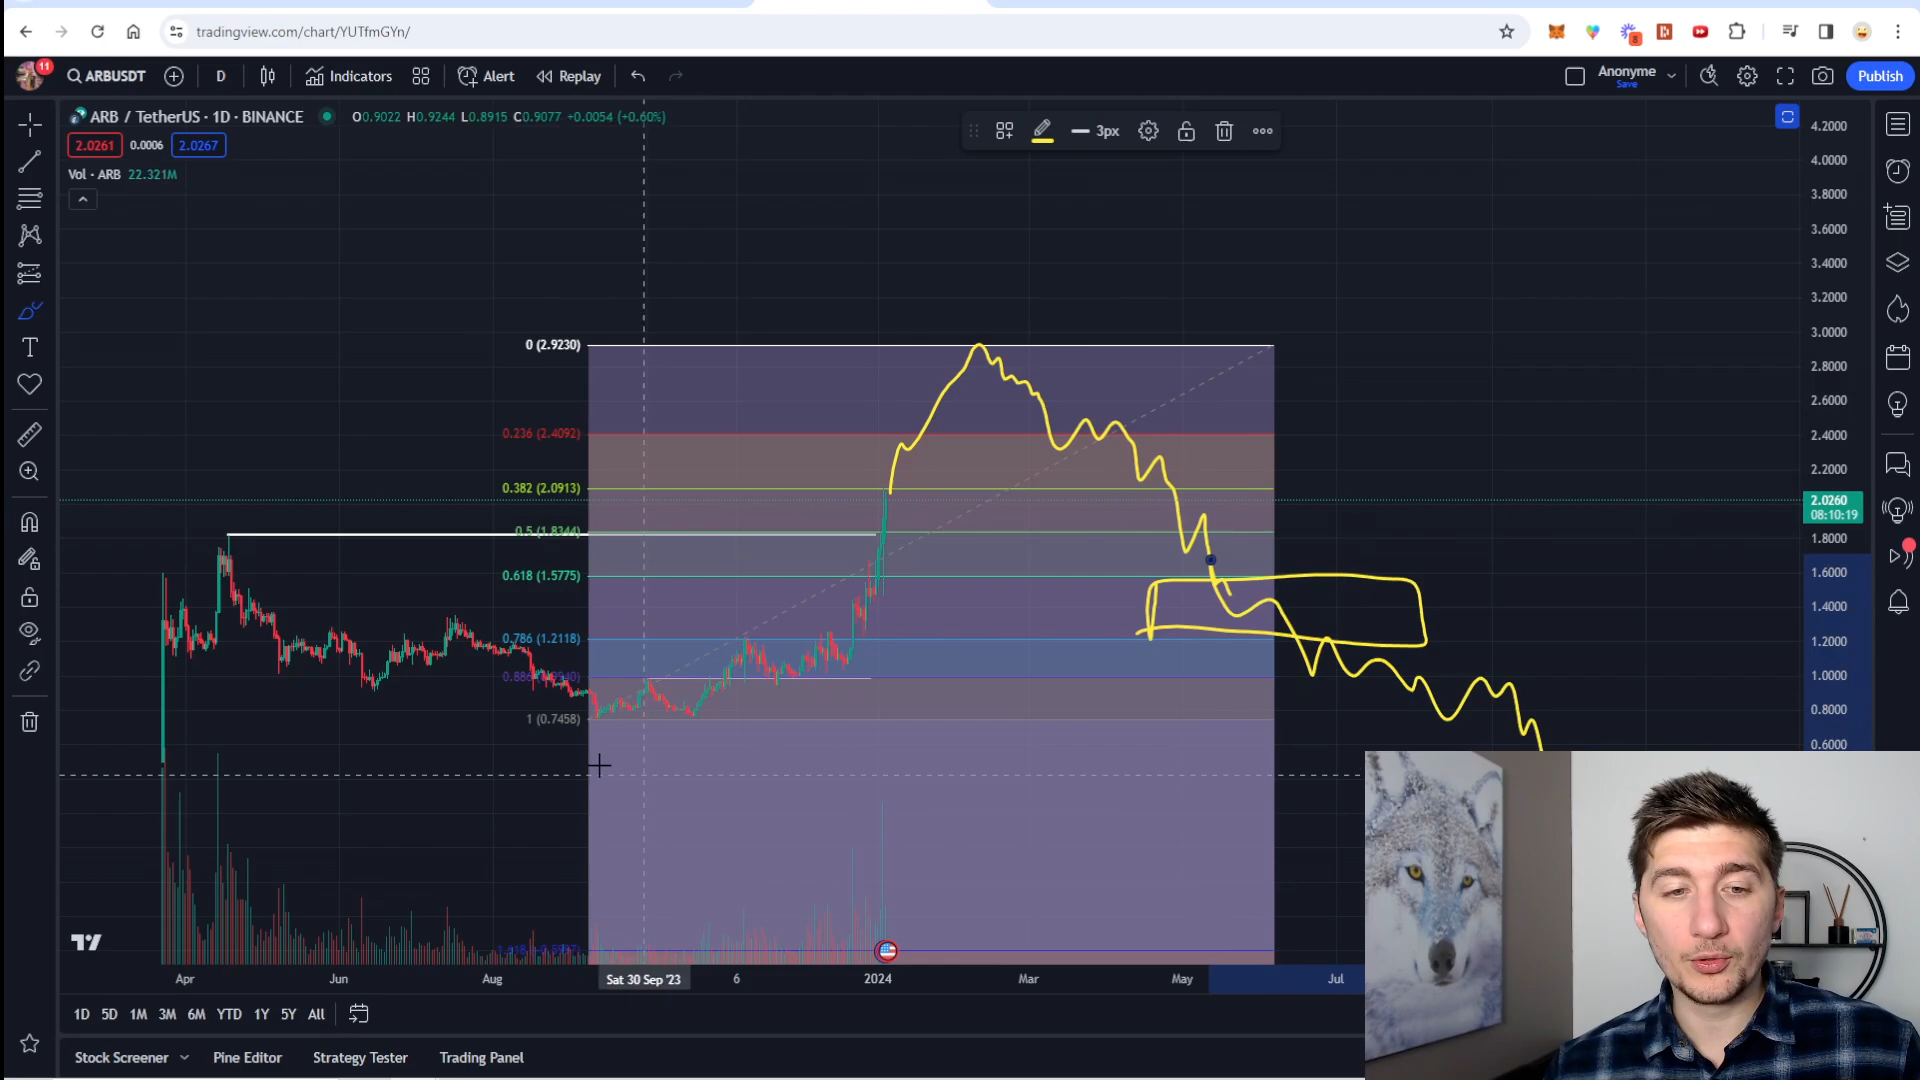 tradingview.com/chart/YUTfmGYn/
8
11
ARBUSDT
D
Indicators
Alert
Replay
Anonyme
Save
Publish
ARB / TetherUS · 1D · BINANCE
O0.9022 H0.9244 L0.8915 C0.9077 +0.0054 (+0.60%)
2.0261
0.0006
2.0267
Vol · ARB 22.321M
3px
4.2000
4.0000
3.8000
3.6000
3.4000
3.2000
3.0000
2.8000
2.6000
2.4000
2.2000
2.0260
08:10:19
1.8000
1.6000
1.4000
1.2000
1.0000
0.8000
0.6000
0 (2.9230)
0.236 (2.4092)
0.382 (2.0913)
0.5 (1.8344)
0.618 (1.5775)
0.786 (1.2118)
1 (0.7458)
Apr
Jun
Aug
Sat 30 Sep '23
6
2024
Mar
May
Jul
1D
5D
1M
3M
6M
YTD
1Y
5Y
All
Stock Screener
Pine Editor
Strategy Tester
Trading Panel